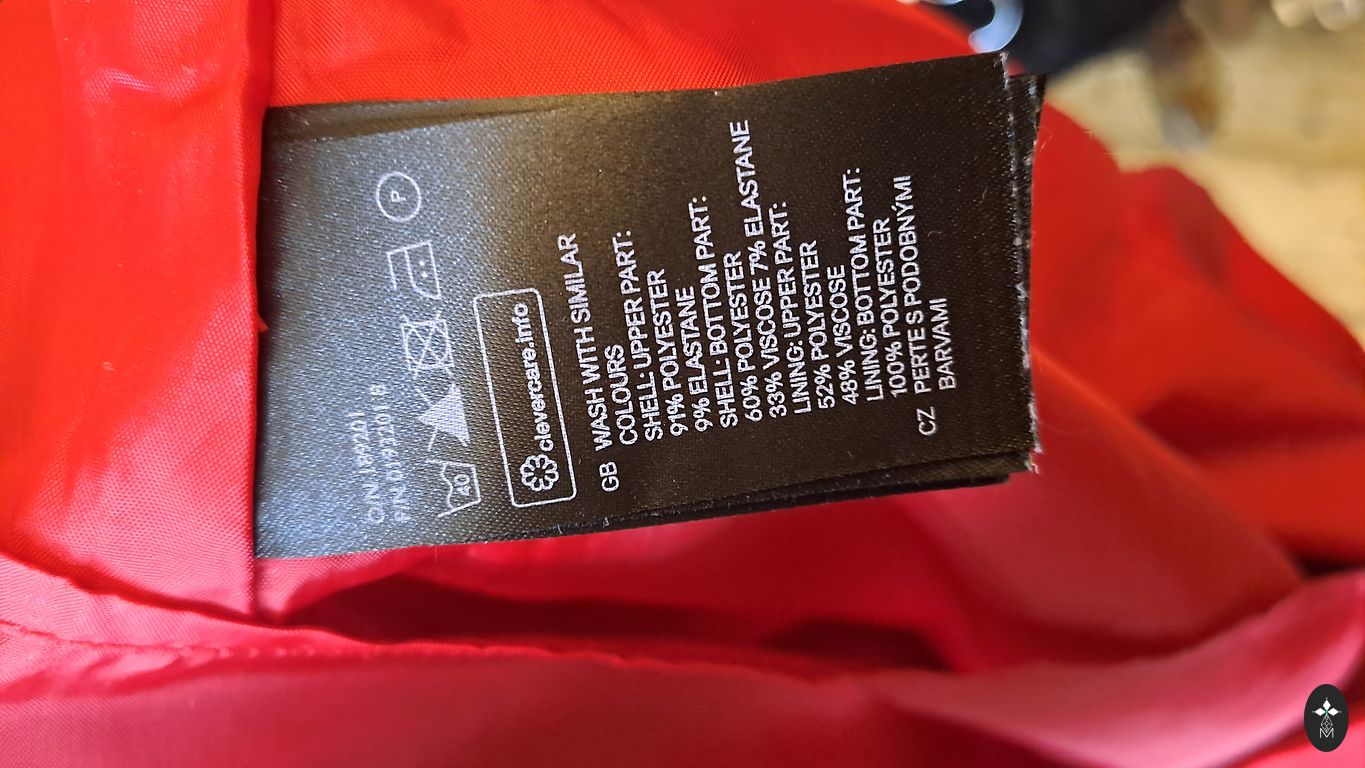 40
P
clevercare.info
GB WASH WITH SIMILAR
COLOURS
SHELL: UPPER PART:
91% POLYESTER
9% ELASTANE
SHELL: BOTTOM PART:
60% POLYESTER
33% VISCOSE 7% ELASTANE
LINING: UPPER PART:
52% POLYESTER
48% VISCOSE
LINING: BOTTOM PART:
100% POLYESTER
CZ PERTE S PODOBNÝMI
BARVAMI
M